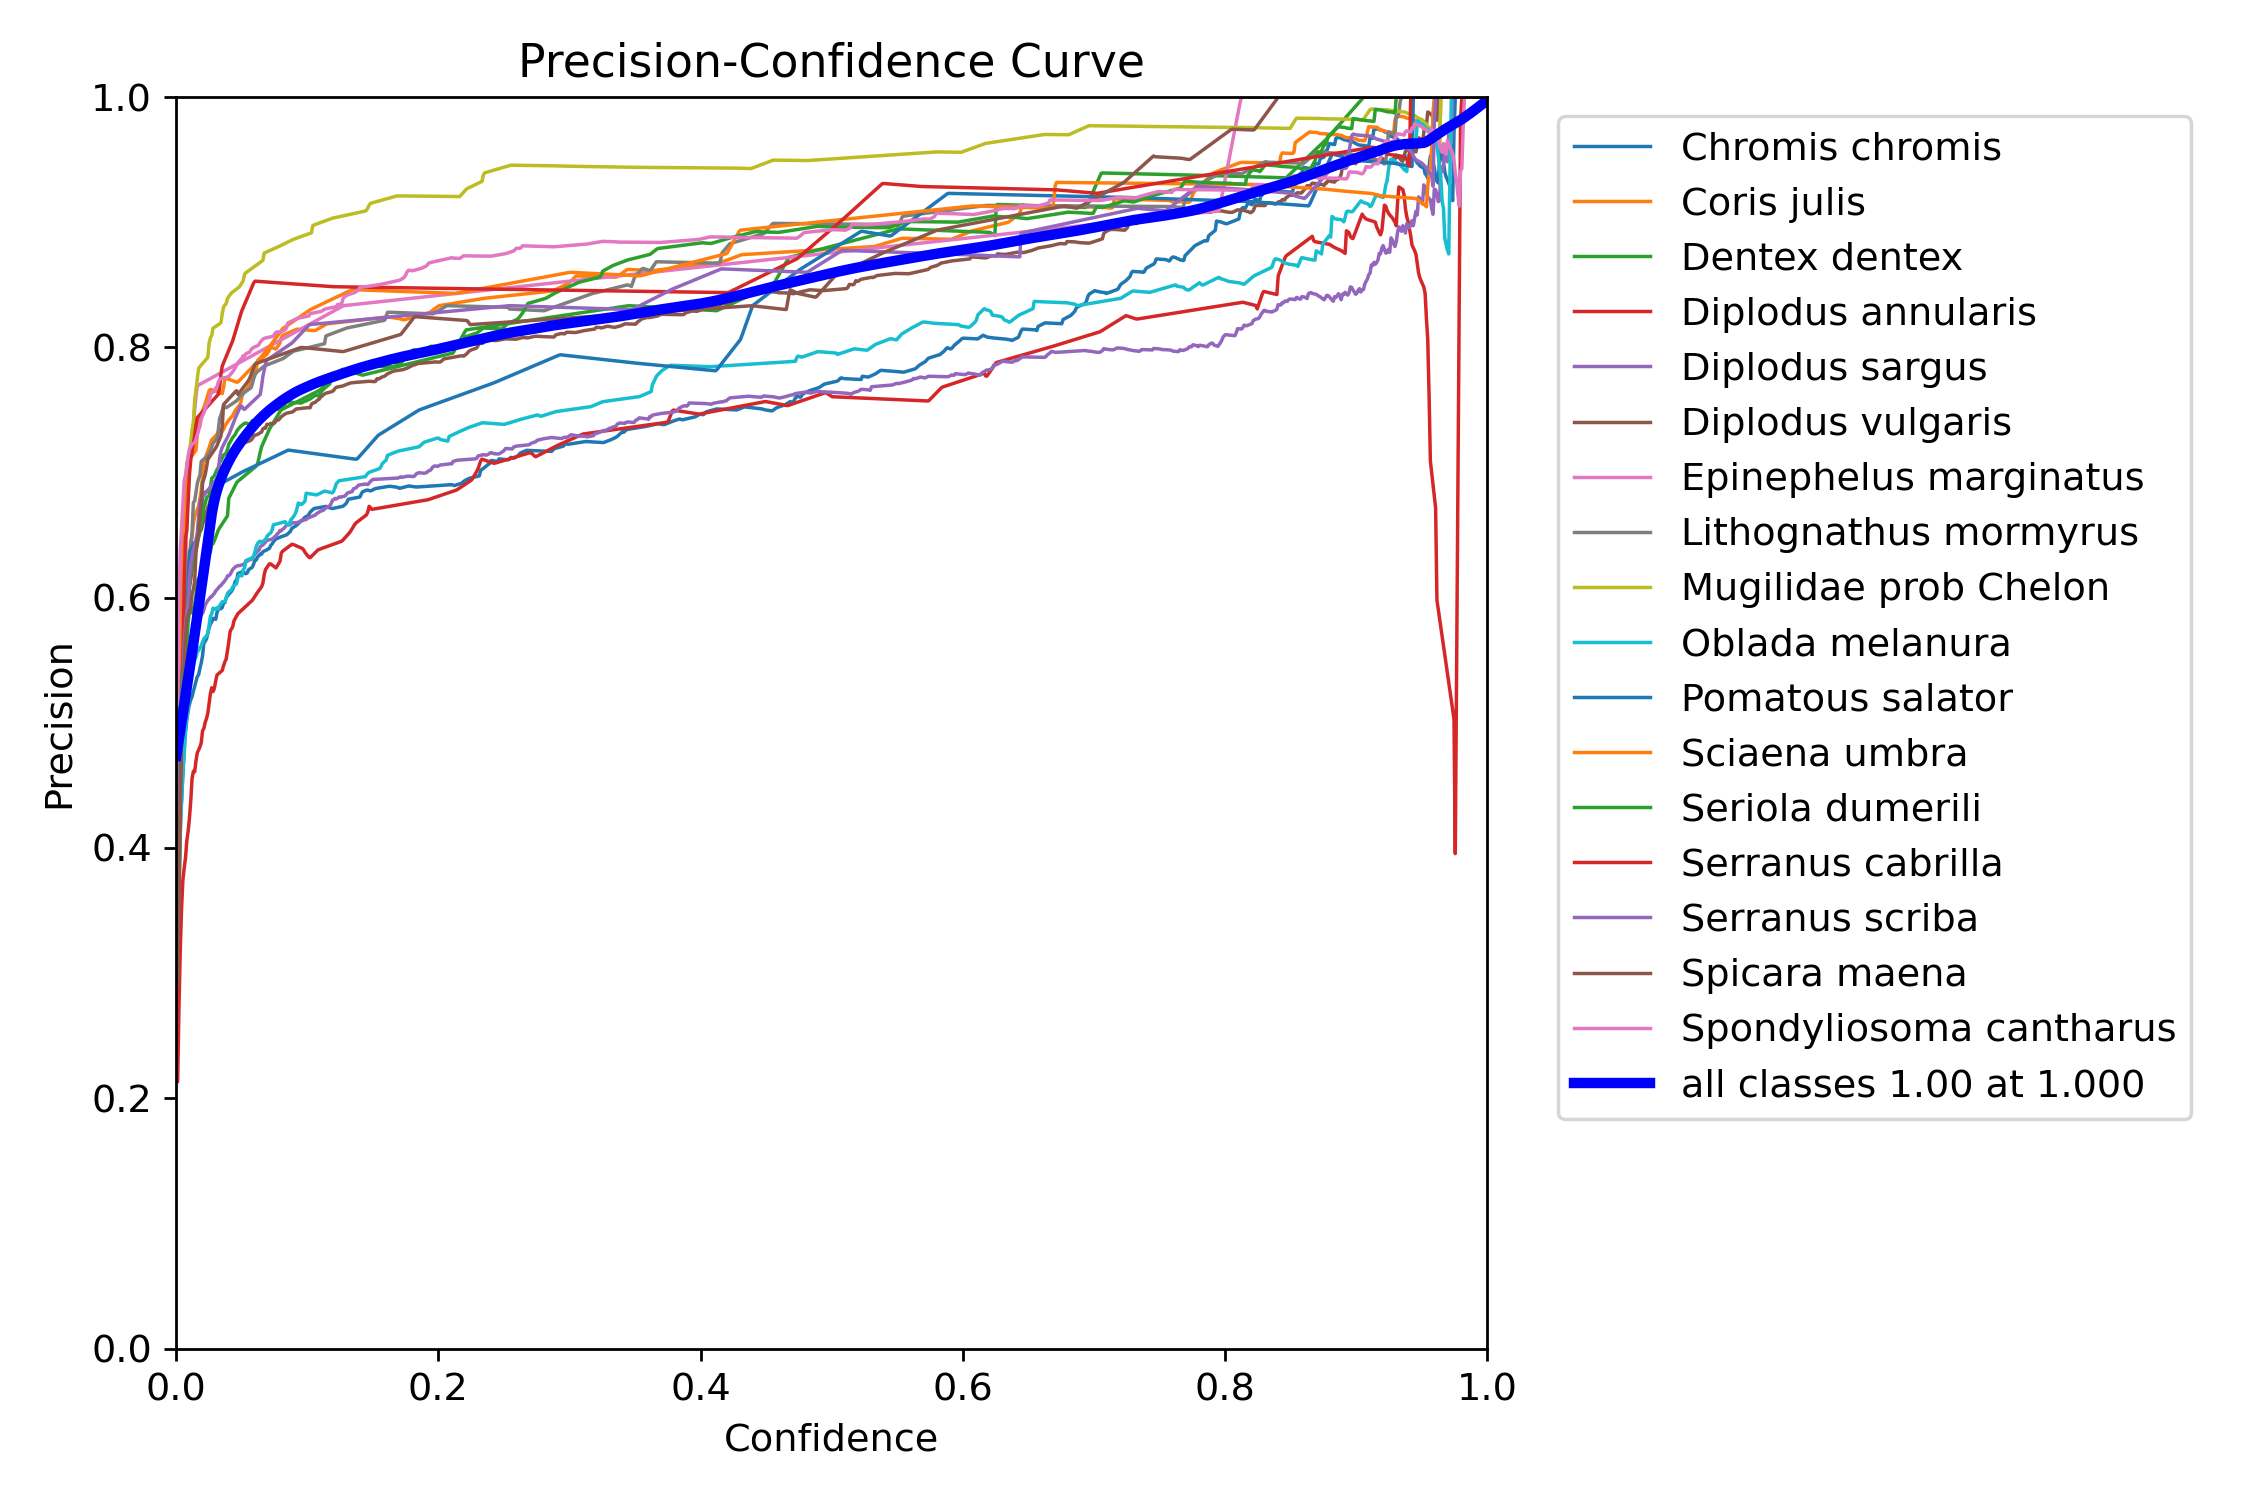 Precision-Confidence Curve
1.0
0.8
0.6
0.4
0.2
0.0
Precision
0.0 0.2 0.4 0.6 0.8 1.0
Confidence
Chromis chromis
Coris julis
Dentex dentex
Diplodus annularis
Diplodus sargus
Diplodus vulgaris
Epinephelus marginatus
Lithognathus mormyrus
Mugilidae prob Chelon
Oblada melanura
Pomatous salator
Sciaena umbra
Seriola dumerili
Serranus cabrilla
Serranus scriba
Spicara maena
Spondyliosoma cantharus
all classes 1.00 at 1.000